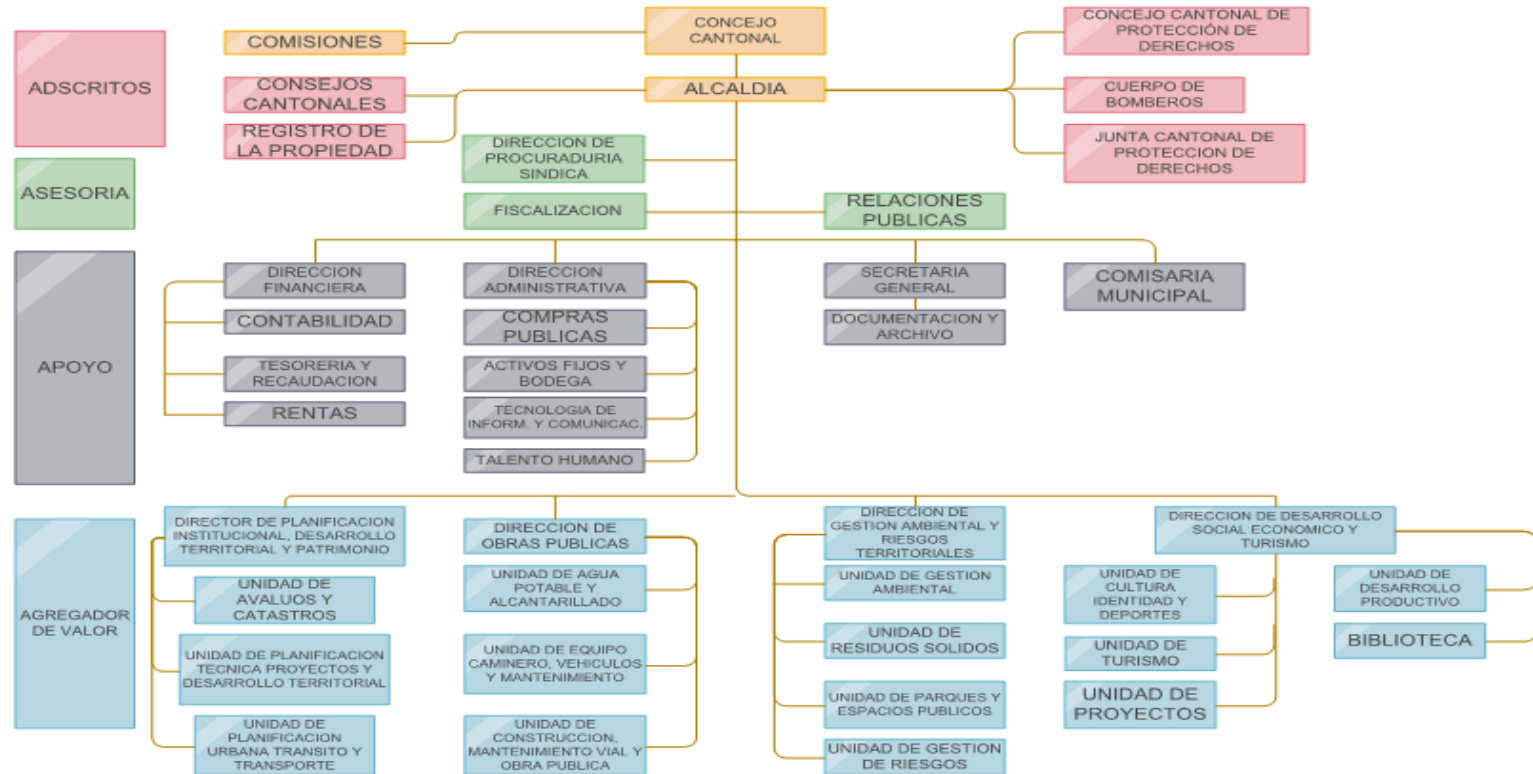 CONCEJO
CANTONAL
COMISIONES
CONCEJO CANTONAL DE
PROTECCIÓN DE
DERECHOS
ADSCRITOS
CONSEJOS
CANTONALES
ALCALDIA
CUERPO DE
BOMBEROS
REGISTRO DE
LA PROPIEDAD
JUNTA CANTONAL DE
PROTECCION DE
DERECHOS
ASESORIA
DIRECCION DE
PROCURADURIA
SINDICA
FISCALIZACION
RELACIONES
PUBLICAS
APOYO
DIRECCION
FINANCIERA
CONTABILIDAD
TESORERIA Y
RECAUDACION
RENTAS
DIRECCION
ADMINISTRATIVA
COMPRAS
PUBLICAS
ACTIVOS FIJOS Y
BODEGA
TECNOLOGIA DE
INFORM. Y COMUNICAC.
TALENTO HUMANO
SECRETARIA
GENERAL
DOCUMENTACION Y
ARCHIVO
COMISARIA
MUNICIPAL
AGREGADOR
DE VALOR
DIRECTOR DE PLANIFICACION
INSTITUCIONAL, DESARROLLO
TERRITORIAL Y PATRIMONIO
UNIDAD DE
AVALUOS Y
CATASTROS
UNIDAD DE PLANIFICACION
TECNICA PROYECTOS Y
DESARROLLO TERRITORIAL
UNIDAD DE
PLANIFICACION
URBANA TRANSITO Y
TRANSPORTE
DIRECCION DE
OBRAS PUBLICAS
UNIDAD DE AGUA
POTABLE Y
ALCANTARILLADO
UNIDAD DE EQUIPO
CAMINERO, VEHICULOS
Y MANTENIMIENTO
UNIDAD DE
CONSTRUCCION,
MANTENIMIENTO VIAL Y
OBRA PUBLICA
DIRECCION DE
GESTION AMBIENTAL Y
RIESGOS
TERRITORIALES
UNIDAD DE GESTION
AMBIENTAL
UNIDAD DE
RESIDUOS SOLIDOS
UNIDAD DE PARQUES Y
ESPACIOS PUBLICOS
UNIDAD DE GESTION
DE RIESGOS
DIRECCION DE DESARROLLO
SOCIAL ECONOMICO Y
TURISMO
UNIDAD DE
CULTURA
IDENTIDAD Y
DEPORTES
UNIDAD DE
TURISMO
UNIDAD DE
PROYECTOS
UNIDAD DE
DESARROLLO
PRODUCTIVO
BIBLIOTECA